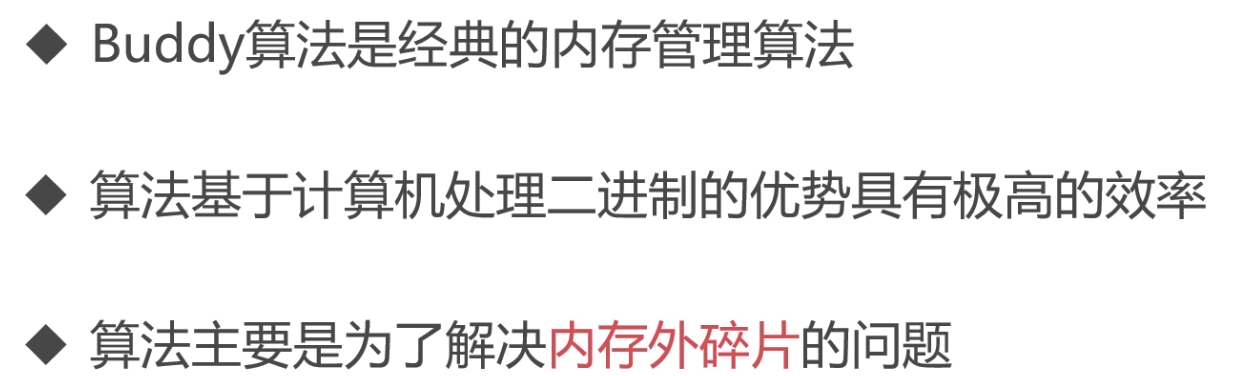 ◆ Buddy算法是经典的内存管理算法
◆ 算法基于计算机处理二进制的优势具有极高的效率
◆ 算法主要是为了解决内存外碎片的问题